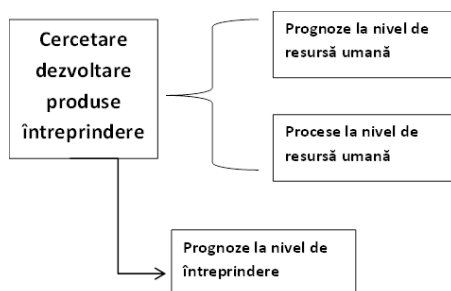 Cercetare
dezvoltare
produse
întreprindere
Prognoze la nivel de
resursă umană
Procese la nivel de
resursă umană
Prognoze la nivel de
întreprindere